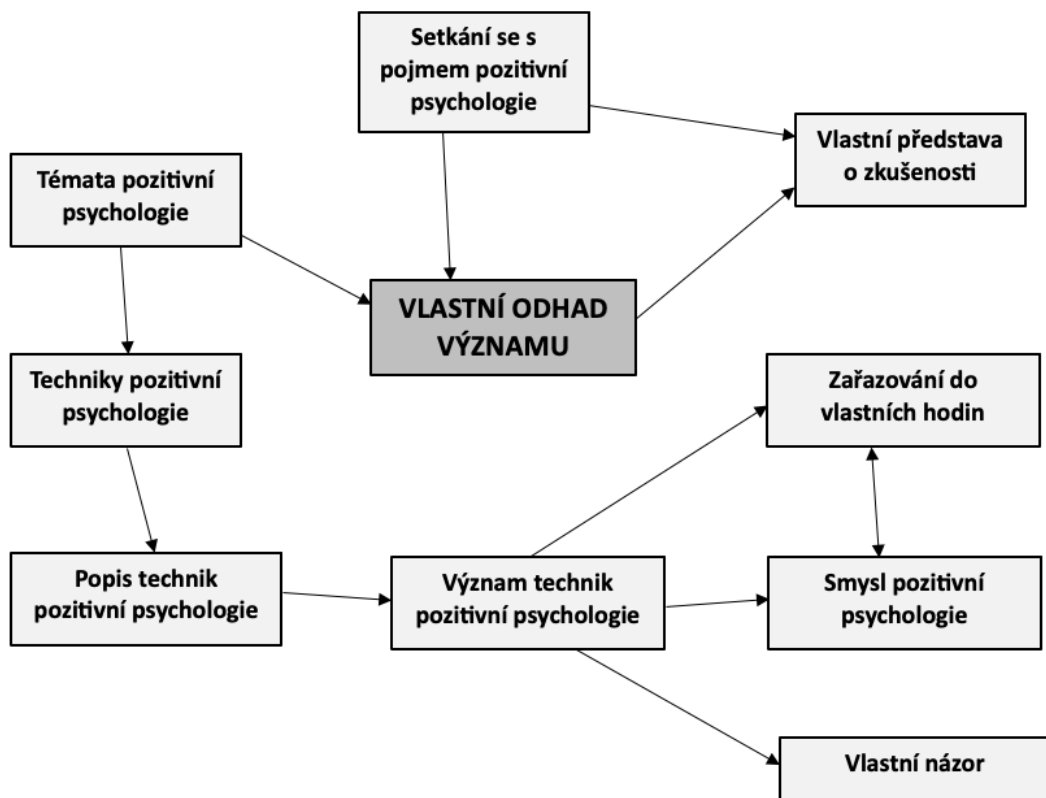 Setkání se s
pojmem pozitivní
psychologie
Vlastní představa
o zkušenosti
Témata pozitivní
psychologie
VLASTNÍ ODHAD
VÝZNAMU
Techniky pozitivní
psychologie
Zařazování do
vlastních hodin
Popis technik
pozitivní psychologie
Význam technik
pozitivní psychologie
Smysl pozitivní
psychologie
Vlastní názor